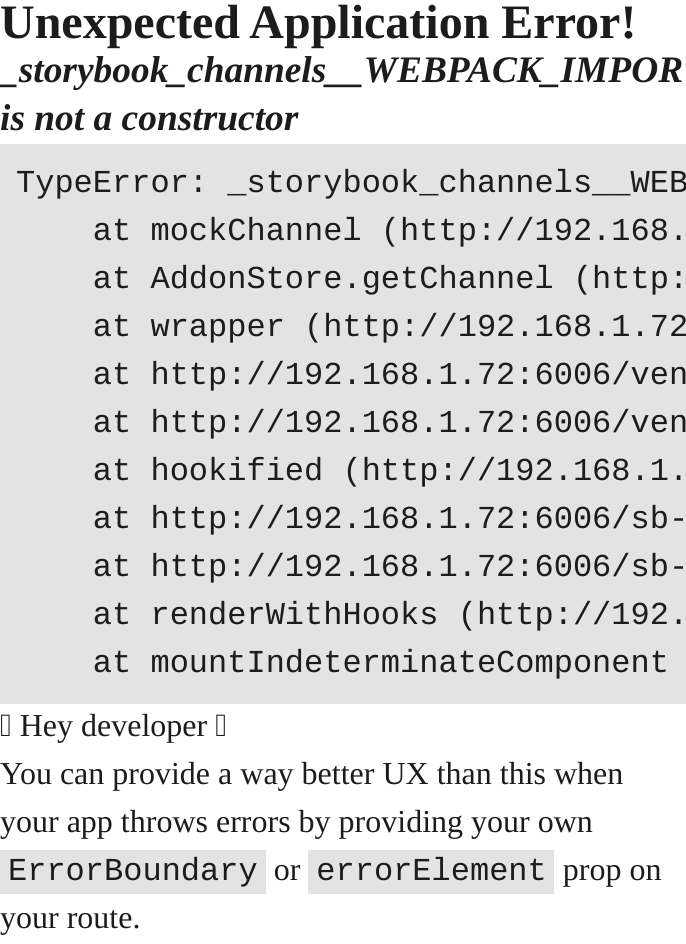 Unexpected Application Error!
_storybook_channels__WEBPACK_IMPOR
is not a constructor
TypeError: _storybook_channels__WEB
at mockChannel (http://192.168.
at AddonStore.getChannel (http:
at wrapper (http://192.168.1.72
at http://192.168.1.72:6006/ven
at http://192.168.1.72:6006/ven
at hookified (http://192.168.1.
at http://192.168.1.72:6006/sb-
at http://192.168.1.72:6006/sb-
at renderWithHooks (http://192.
at mountIndeterminateComponent
Hey developer
You can provide a way better UX than this when
your app throws errors by providing your own
ErrorBoundary or errorElement prop on
your route.